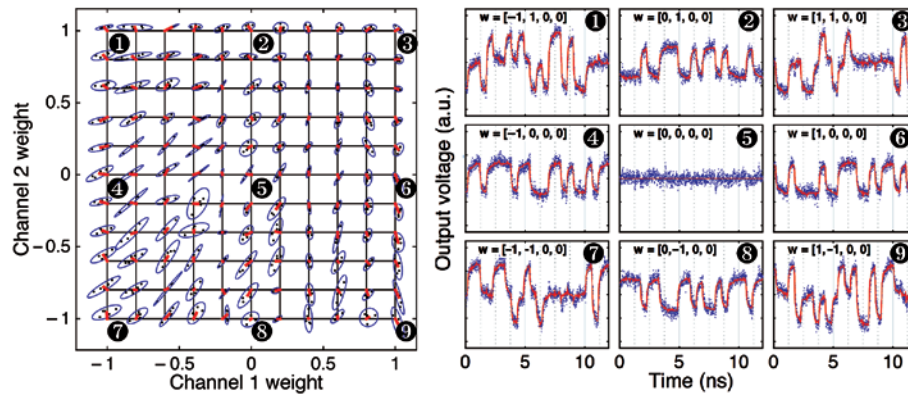 1
0.5
0
−0.5
−1
−1
−0.5
0
0.5
1
Channel 1 weight
Channel 2 weight
1
2
3
4
5
6
7
8
9
Output voltage (a.u.)
w = [−1, 1, 0, 0]
1
w = [0, 1, 0, 0]
2
w = [1, 1, 0, 0]
3
w = [−1, 0, 0, 0]
4
w = [0, 0, 0, 0]
5
w = [1, 0, 0, 0]
6
w = [−1, −1, 0, 0]
7
w = [0, −1, 0, 0]
8
w = [1, −1, 0, 0]
9
0
5
10
0
5
10
0
5
10
Time (ns)